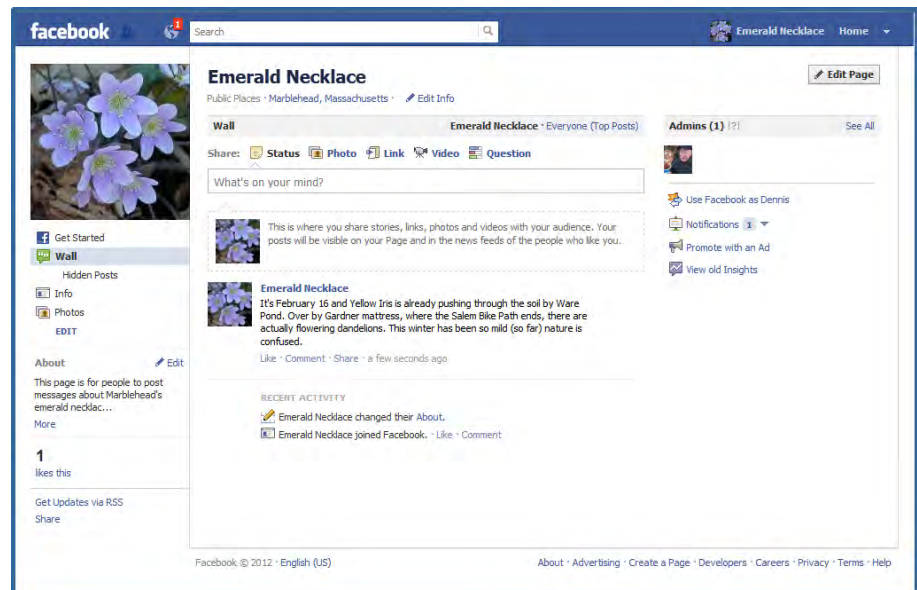 facebook
1
Search
Emerald Necklace Home
Emerald Necklace
Edit Page
Public Places · Marblehead, Massachusetts · Edit Info
Wall
Emerald Necklace · Everyone (Top Posts)
Share: Status Photo Link Video Question
What's on your mind?
This is where you share stories, links, photos and videos with your audience. Your
posts will be visible on your Page and in the news feeds of the people who like you.
Emerald Necklace
It's February 16 and Yellow Iris is already pushing through the soil by Ware
Pond. Over by Gardner mattress, where the Salem Bike Path ends, there are
actually flowering dandelions. This winter has been so mild (so far) nature is
confused.
Like · Comment · Share · a few seconds ago
RECENT ACTIVITY
Emerald Necklace changed their About.
Emerald Necklace joined Facebook. · Like · Comment
Admins (1) [?]
See All
Use Facebook as Dennis
Notifications 1
Promote with an Ad
View old Insights
Get Started
Wall
Hidden Posts
Info
Photos
EDIT
About
Edit
This page is for people to post
messages about Marblehead's
emerald necklac...
More
1
likes this
Get Updates via RSS
Share
Facebook © 2012 · English (US)
About · Advertising · Create a Page · Developers · Careers · Privacy · Terms · Help